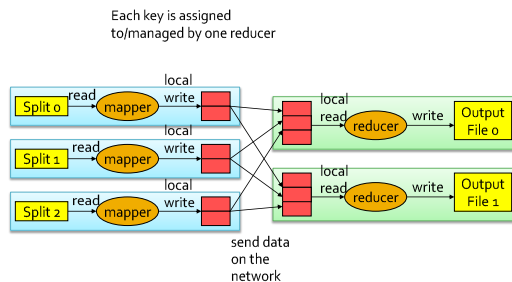 Each key is assigned
to/managed by one reducer
Split 0
read
mapper
local
write
Split 1
read
mapper
local
write
Split 2
read
mapper
local
write
local
read
reducer
write
Output
File 0
local
read
reducer
write
Output
File 1
send data
on the
network